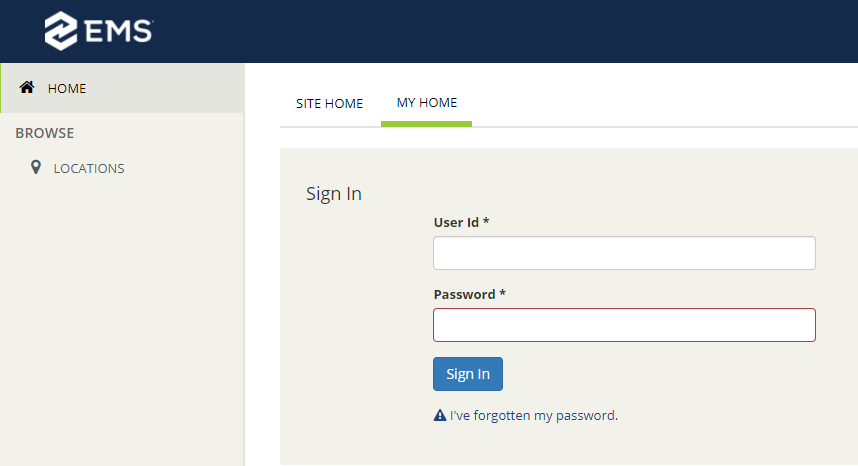 EMS
HOME
BROWSE
LOCATIONS
SITE HOME
MY HOME
Sign In
User Id *
Password *
Sign In
I've forgotten my password.